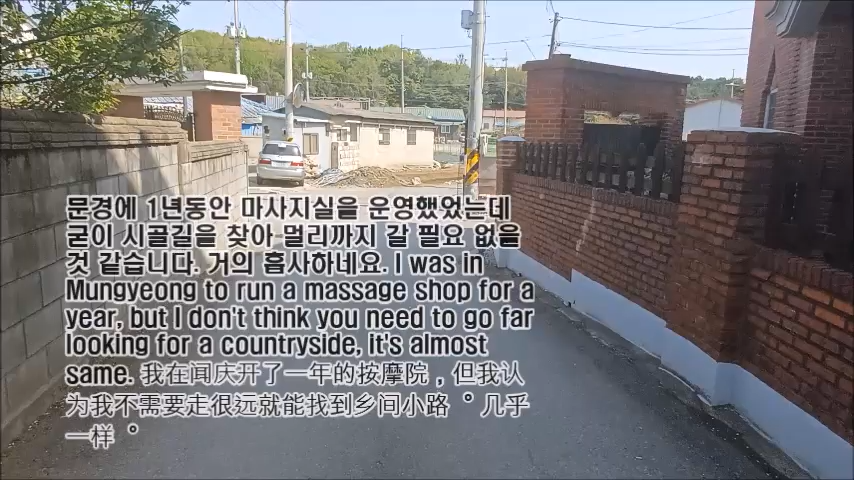 문경에 1년동안 마사지실을 운영했었는데
굳이 시골길을 찾아 멀리까지 갈 필요 없을
것 같습니다. 거의 흡사하네요. I was in
Mungyeong to run a massage shop for a
year, but I don't think you need to go far
looking for a countryside, it's almost
same. 我在闻庆开了一年的按摩院，但我认
为我不需要走很远就能找到乡间小路。几乎
一样。